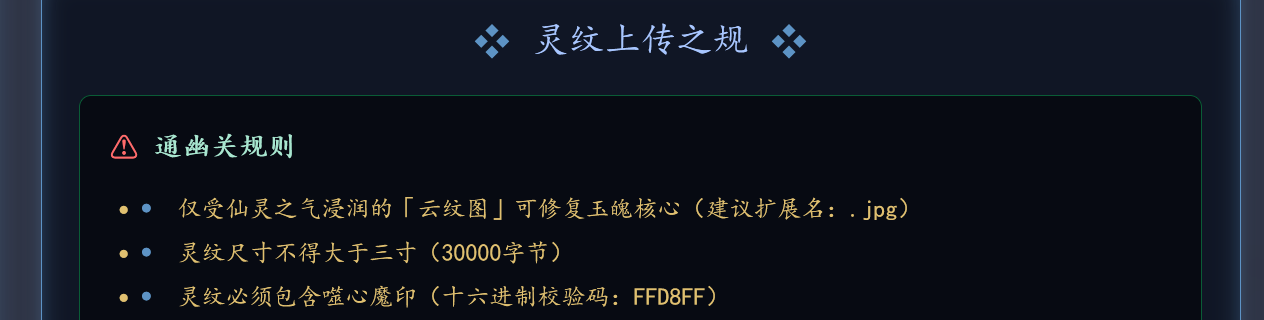 灵纹上传之规
通幽关规则
仅受仙灵之气浸润的「云纹图」可修复玉魄核心（建议扩展名：.jpg）
灵纹尺寸不得大于三寸（30000字节）
灵纹必须包含噬心魔印（十六进制校验码：FFD8FF）